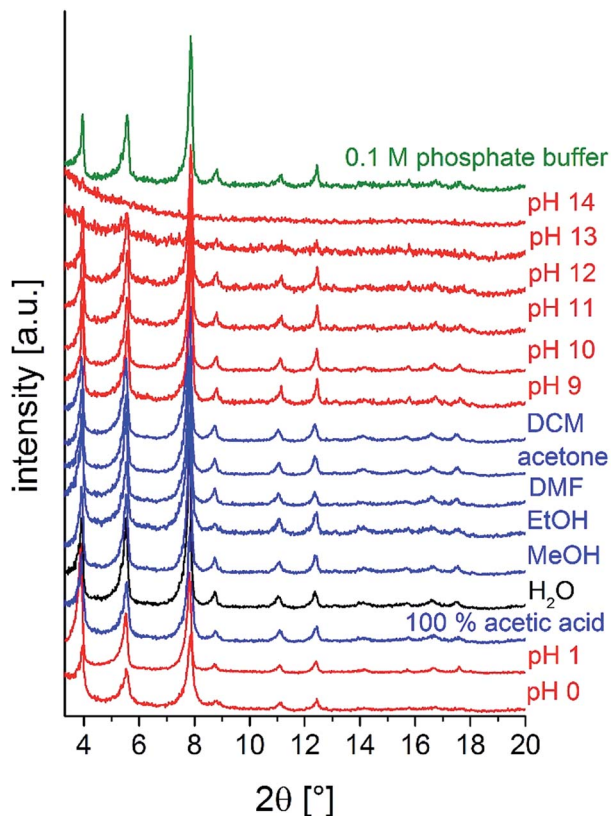 0.1 M phosphate buffer
pH 14
pH 13
pH 12
pH 11
pH 10
pH 9
DCM
acetone
DMF
EtOH
MeOH
H₂O
100 % acetic acid
pH 1
pH 0
intensity [a.u.]
4 6 8 10 12 14 16 18 20
2θ [°]